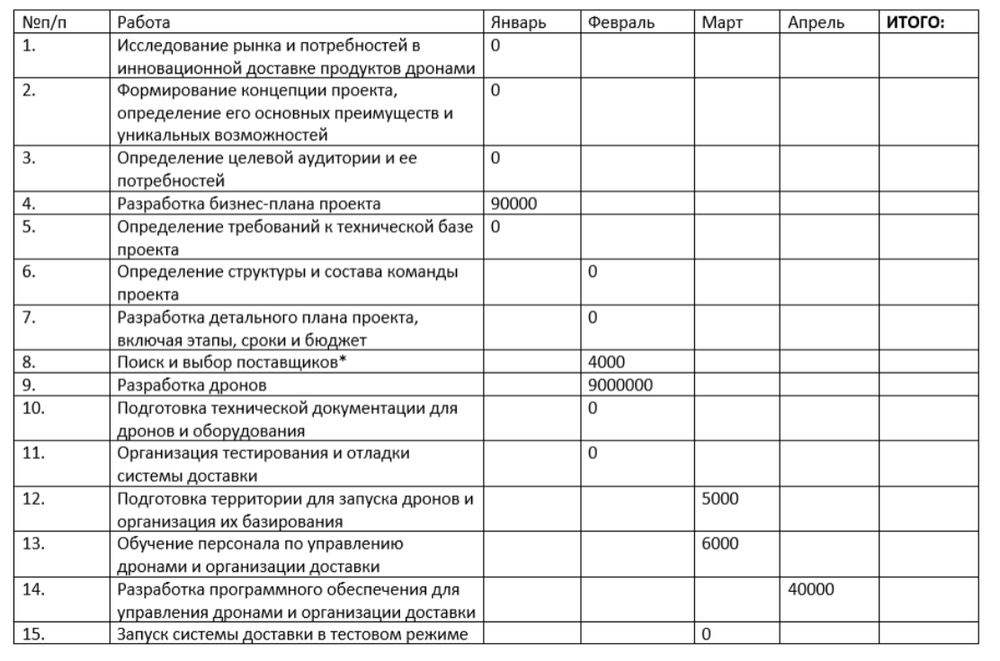 №п/п Работа Январь Февраль Март Апрель ИТОГО:
1. Исследование рынка и потребностей в 0
инновационной доставке продуктов дронами
2. Формирование концепции проекта, 0
определение его основных преимуществ и
уникальных возможностей
3. Определение целевой аудитории и ее 0
потребностей
4. Разработка бизнес-плана проекта 90000
5. Определение требований к технической базе 0
проекта
6. Определение структуры и состава команды 0
проекта
7. Разработка детального плана проекта, 0
включая этапы, сроки и бюджет
8. Поиск и выбор поставщиков* 4000
9. Разработка дронов 9000000
10. Подготовка технической документации для 0
дронов и оборудования
11. Организация тестирования и отладки 0
системы доставки
12. Подготовка территории для запуска дронов и 5000
организация их базирования
13. Обучение персонала по управлению 6000
дронами и организации доставки
14. Разработка программного обеспечения для 40000
управления дронами и организации доставки
15. Запуск системы доставки в тестовом режиме 0